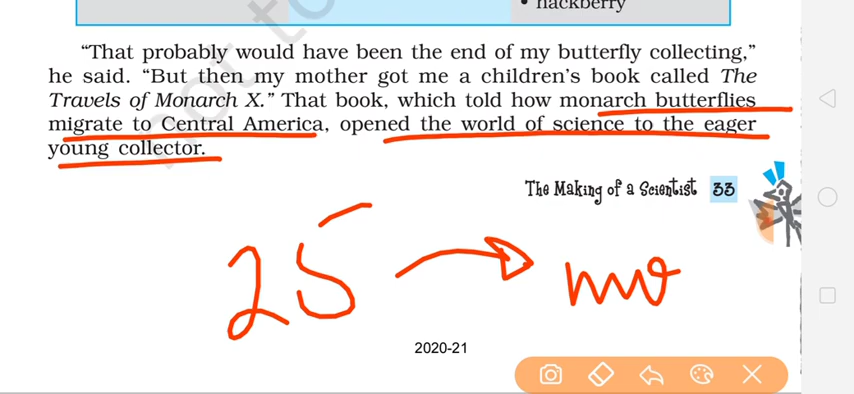 • hackberry
“That probably would have been the end of my butterfly collecting,”
he said. “But then my mother got me a children’s book called The
Travels of Monarch X.” That book, which told how monarch butterflies
migrate to Central America, opened the world of science to the eager
young collector.
The Making of a Scientist 33
25
2020-21